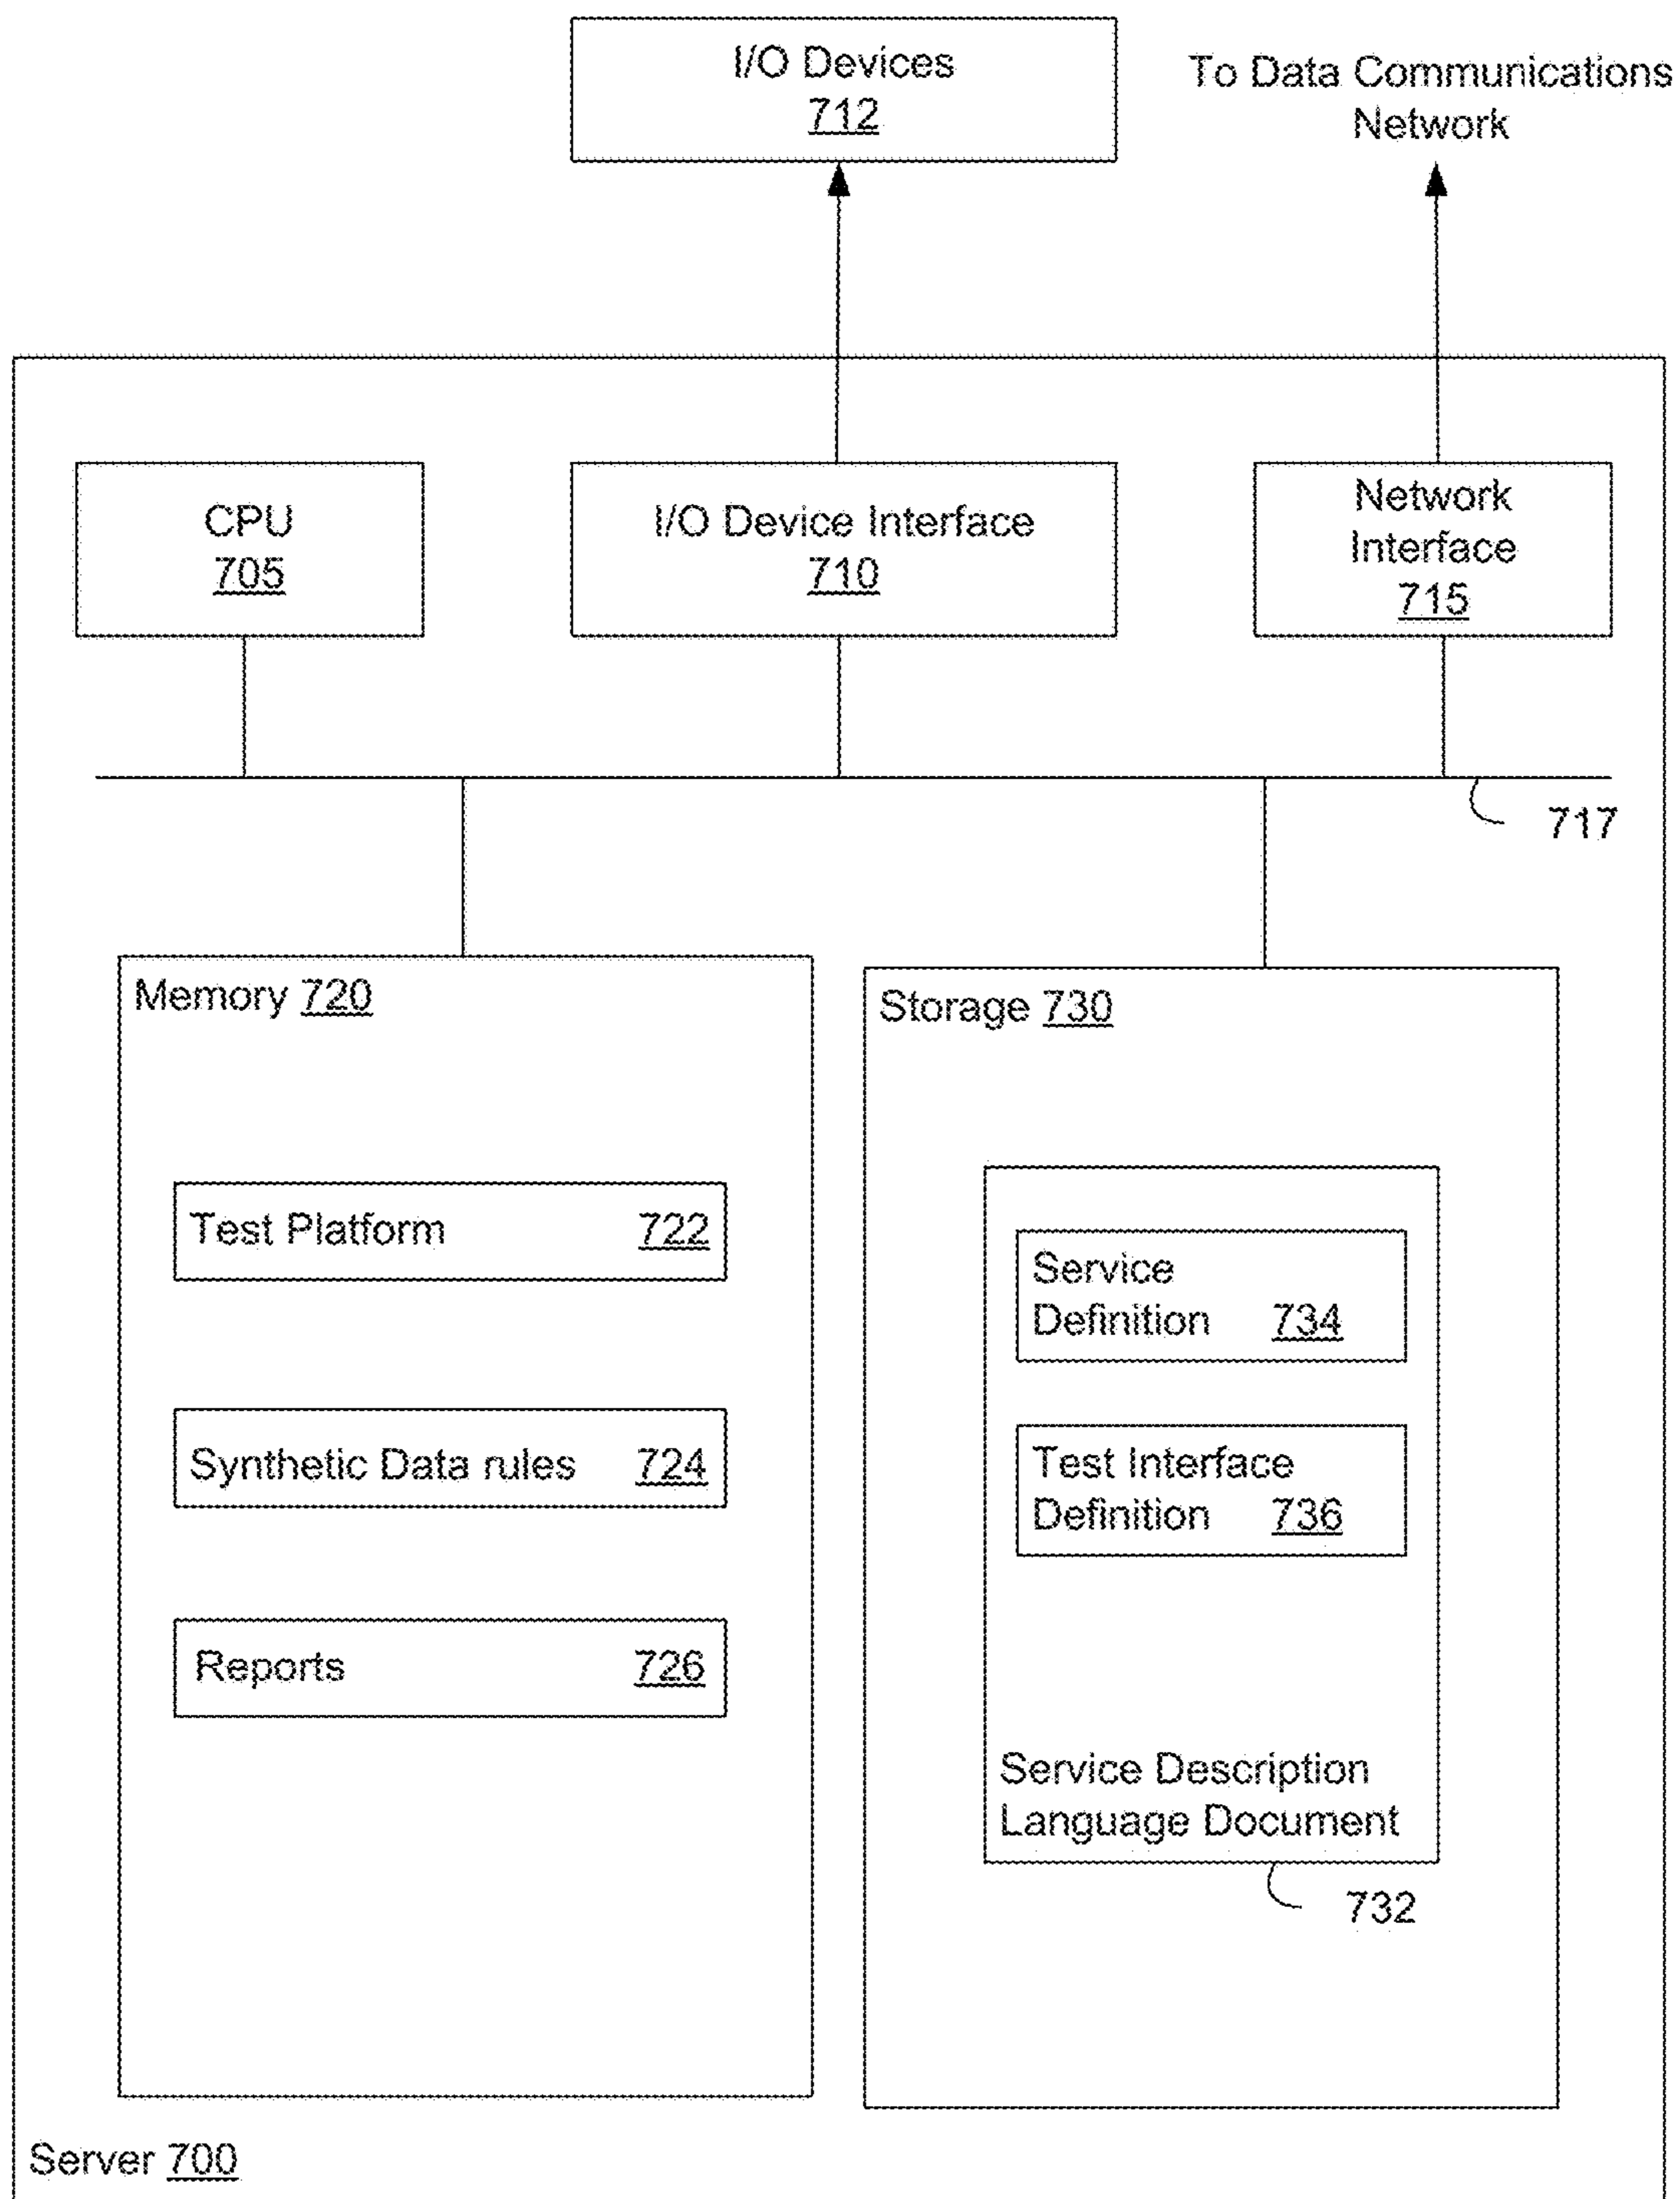 I/O Devices
712
To Data Communications
Network
CPU
705
I/O Device Interface
710
Network
Interface
715
717
Memory 720
Test Platform 722
Synthetic Data rules 724
Reports 726
Storage 730
Service
Definition 734
Test Interface
Definition 736
Service Description
Language Document
732
Server 700